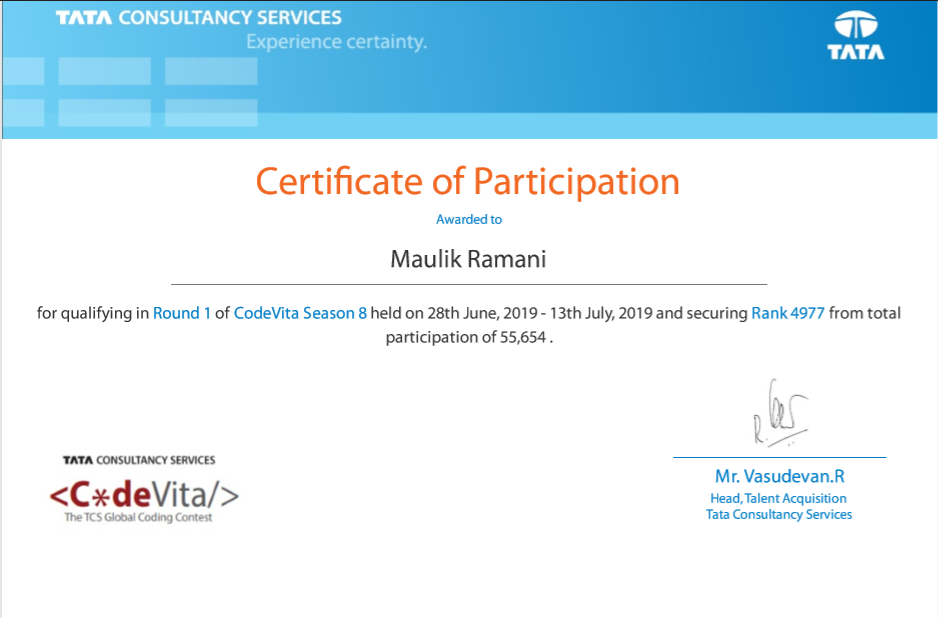 TATA CONSULTANCY SERVICES
Experience certainty.
TATA
Certificate of Participation
Awarded to
Maulik Ramani
for qualifying in Round 1 of CodeVita Season 8 held on 28th June, 2019 - 13th July, 2019 and securing Rank 4977 from total
participation of 55,654 .
R.
TATA CONSULTANCY SERVICES
<C*deVita/>
The TCS Global Coding Contest
Mr. Vasudevan.R
Head, Talent Acquisition
Tata Consultancy Services